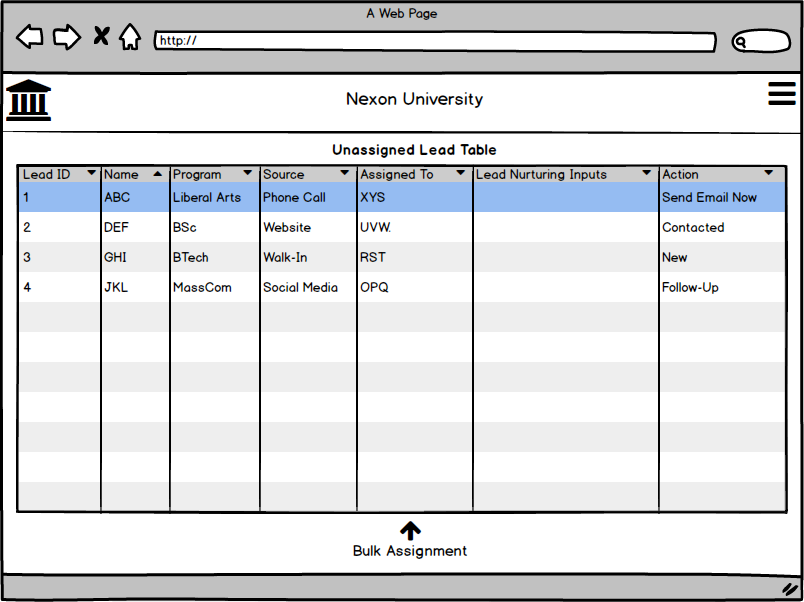 A Web Page
http://
Nexon University
Unassigned Lead Table
Lead ID Name Program Source Assigned To Lead Nurturing Inputs Action
1 ABC Liberal Arts Phone Call XYS Send Email Now
2 DEF BSc Website UVW. Contacted
3 GHI BTech Walk-In RST New
4 JKL MassCom Social Media OPQ Follow-Up
Bulk Assignment